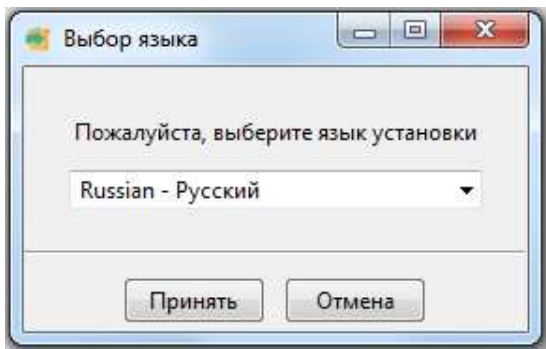 Выбор языка
Пожалуйста, выберите язык установки
Russian - Русский
Принять
Отмена